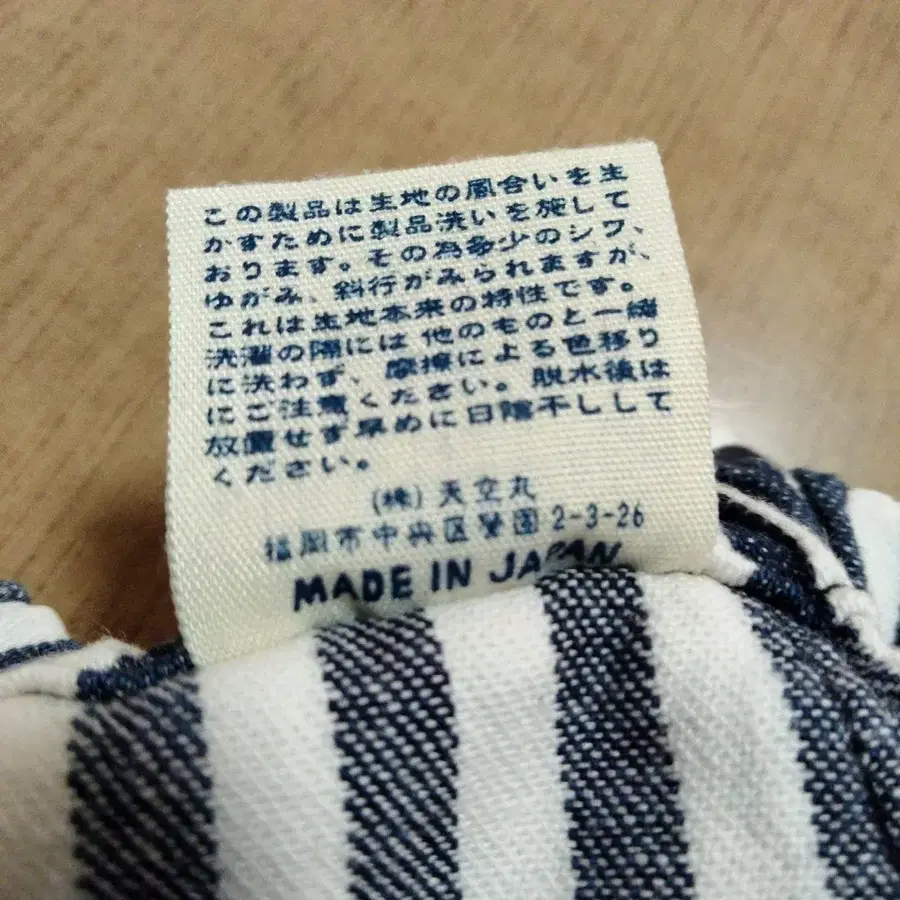 この製品は生地の風合いを生
かすために製品洗いを施して
おります。その為多少のシワ、
ゆがみ、斜行がみられますが、
これは生地本来の特性です。
洗濯の際には他のものと一緒
に洗わず、摩擦による色移り
にご注意ください。脱水後は
放置せず早めに日陰干しして
ください。
(株)天立丸
福岡市中央区警固2-3-26
MADE IN JAPAN